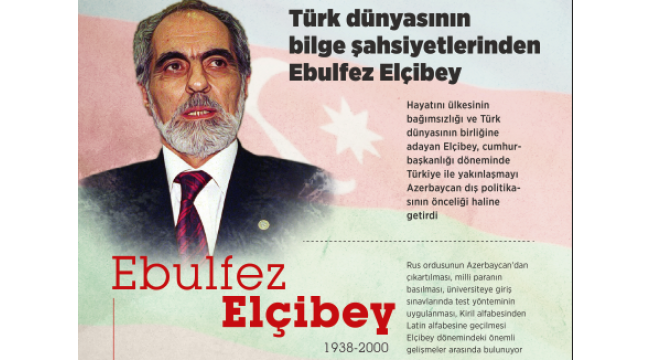 Türk dünyasının
bilge şahsiyetlerinden
Ebulfez Elçibey
Hayatını ülkesinin
bağımsızlığı ve Türk
dünyasının birliğine
adayan Elçibey, cumhur-
başkanlığı döneminde
Türkiye ile yakınlaşmayı
Azerbaycan dış politika-
sının önceliği haline
getirdi
Ebulfez
Elçibey
1938-2000
Rus ordusunun Azerbaycan'dan
çıkartılması, milli paranın
basılması, üniversiteye giriş
sınavlarında test yönteminin
uygulanması, Kiril alfabesinden
Latin alfabesine geçilmesi
Elçibey dönemindeki önemli
gelişmeler arasında bulunuyor